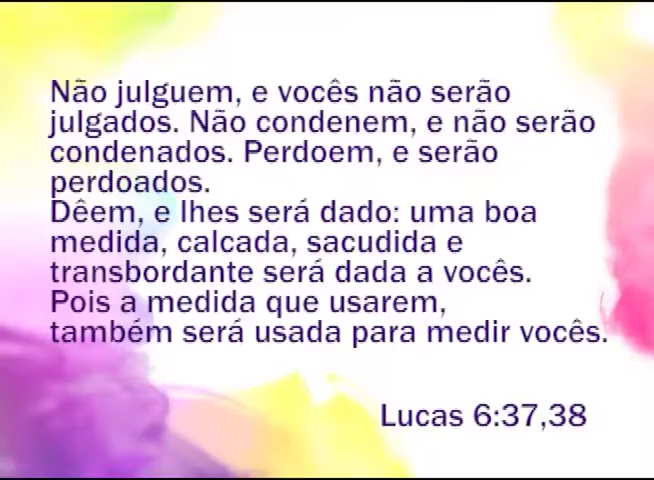 Não julguem, e vocês não serão
julgados. Não condenem, e não serão
condenados. Perdoem, e serão
perdoados.
Dêem, e lhes será dado: uma boa
medida, calcada, sacudida e
transbordante será dada a vocês.
Pois a medida que usarem,
também será usada para medir vocês.
Lucas 6:37,38